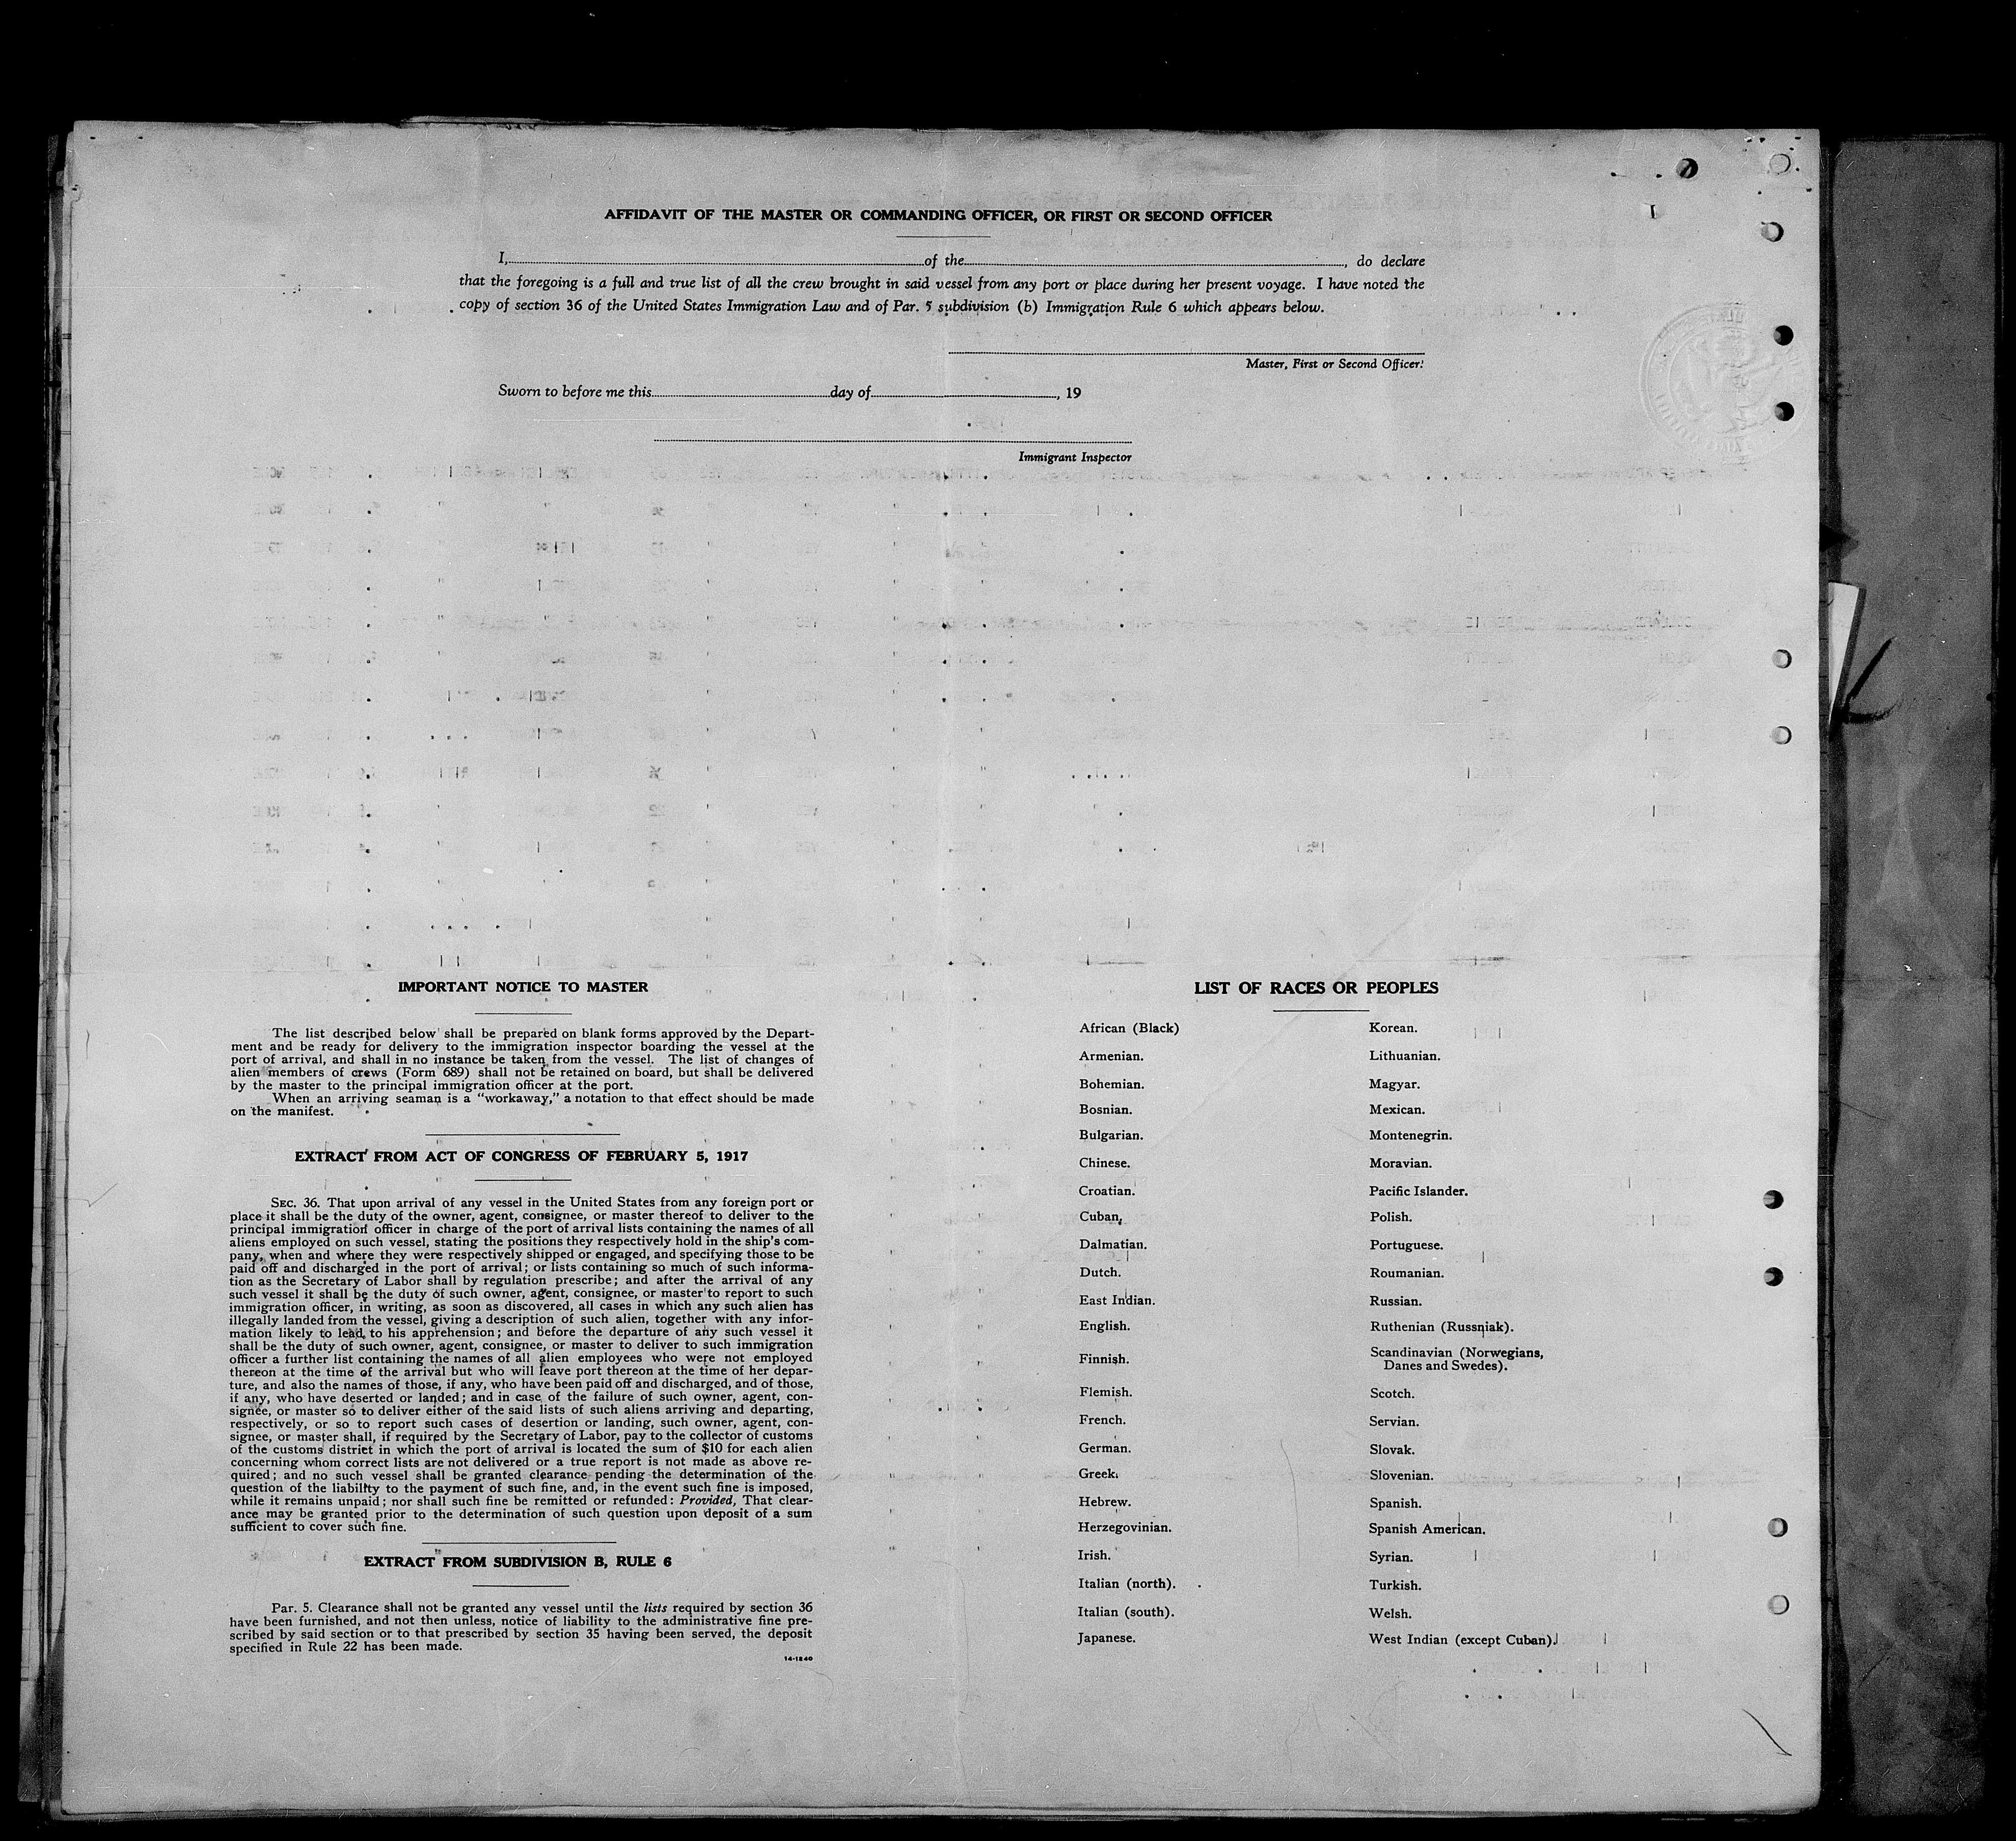 AFFIDAVIT OF THE MASTER OR COMMANDING OFFICER, OR FIRST OR SECOND OFFICER
I, of the , do declare
that the foregoing is a full and true list of all the crew brought in said vessel from any port or place during her present voyage. I have noted the
copy of section 36 of the United States Immigration Law and of Par. 5 subdivision (b) Immigration Rule 6 which appears below.
Master, First or Second Officer.
Sworn to before me this day of , 19
Immigrant Inspector
IMPORTANT NOTICE TO MASTER
The list described below shall be prepared on blank forms approved by the Depart-
ment and be ready for delivery to the immigration inspector boarding the vessel at the
port of arrival, and shall in no instance be taken from the vessel. The list of changes of
alien members of crews (Form 689) shall not be retained on board, but shall be delivered
by the master to the principal immigration officer at the port.
When an arriving seaman is a "workaway," a notation to that effect should be made
on the manifest.
EXTRACT FROM ACT OF CONGRESS OF FEBRUARY 5, 1917
SEC. 36. That upon arrival of any vessel in the United States from any foreign port or
place it shall be the duty of the owner, agent, consignee, or master thereof to deliver to the
principal immigration officer in charge of the port of arrival lists containing the names of all
aliens employed on such vessel, stating the positions they respectively hold in the ship's com-
pany, when and where they were respectively shipped or engaged, and specifying those to be
paid off and discharged in the port of arrival; or lists containing so much of such informa-
tion as the Secretary of Labor shall by regulation prescribe; and after the arrival of any
such vessel it shall be the duty of such owner, agent, consignee, or master to report to such
immigration officer, in writing, as soon as discovered, all cases in which any such alien has
illegally landed from the vessel, giving a description of such alien, together with any infor-
mation likely to lead to his apprehension; and before the departure of any such vessel it
shall be the duty of such owner, agent, consignee, or master to deliver to such immigration
officer a further list containing the names of all alien employees who were not employed
thereon at the time of the arrival but who will leave port thereon at the time of her depar-
ture, and also the names of those, if any, who have been paid off and discharged, and of those,
if any, who have deserted or landed; and in case of the failure of such owner, agent, con-
signee, or master so to deliver either of the said lists of such aliens arriving and departing,
respectively, or so to report such cases of desertion or landing, such owner, agent, con-
signee, or master shall, if required by the Secretary of Labor, pay to the collector of customs
of the customs district in which the port of arrival is located the sum of $10 for each alien
concerning whom correct lists are not delivered or a true report is not made as above re-
quired; and no such vessel shall be granted clearance pending the determination of the
question of the liability to the payment of such fine, and, in the event such fine is imposed,
while it remains unpaid; nor shall such fine be remitted or refunded: Provided, That clear-
ance may be granted prior to the determination of such question upon deposit of a sum
sufficient to cover such fine.
EXTRACT FROM SUBDIVISION B, RULE 6
Par. 5. Clearance shall not be granted any vessel until the lists required by section 36
have been furnished, and not then unless, notice of liability to the administrative fine pre-
scribed by said section or to that prescribed by section 35 having been served, the deposit
specified in Rule 22 has been made.
14-1240
LIST OF RACES OR PEOPLES
African (Black)
Armenian.
Bohemian.
Bosnian.
Bulgarian.
Chinese.
Croatian.
Cuban.
Dalmatian.
Dutch.
East Indian.
English.
Finnish.
Flemish.
French.
German.
Greek.
Hebrew.
Herzegovinian.
Irish.
Italian (north).
Italian (south).
Japanese.
Korean.
Lithuanian.
Magyar.
Mexican.
Montenegrin.
Moravian.
Pacific Islander.
Polish.
Portuguese.
Roumanian.
Russian.
Ruthenian (Russniak).
Scandinavian (Norwegians,
Danes and Swedes).
Scotch.
Servian.
Slovak.
Slovenian.
Spanish.
Spanish American.
Syrian.
Turkish.
Welsh.
West Indian (except Cuban).